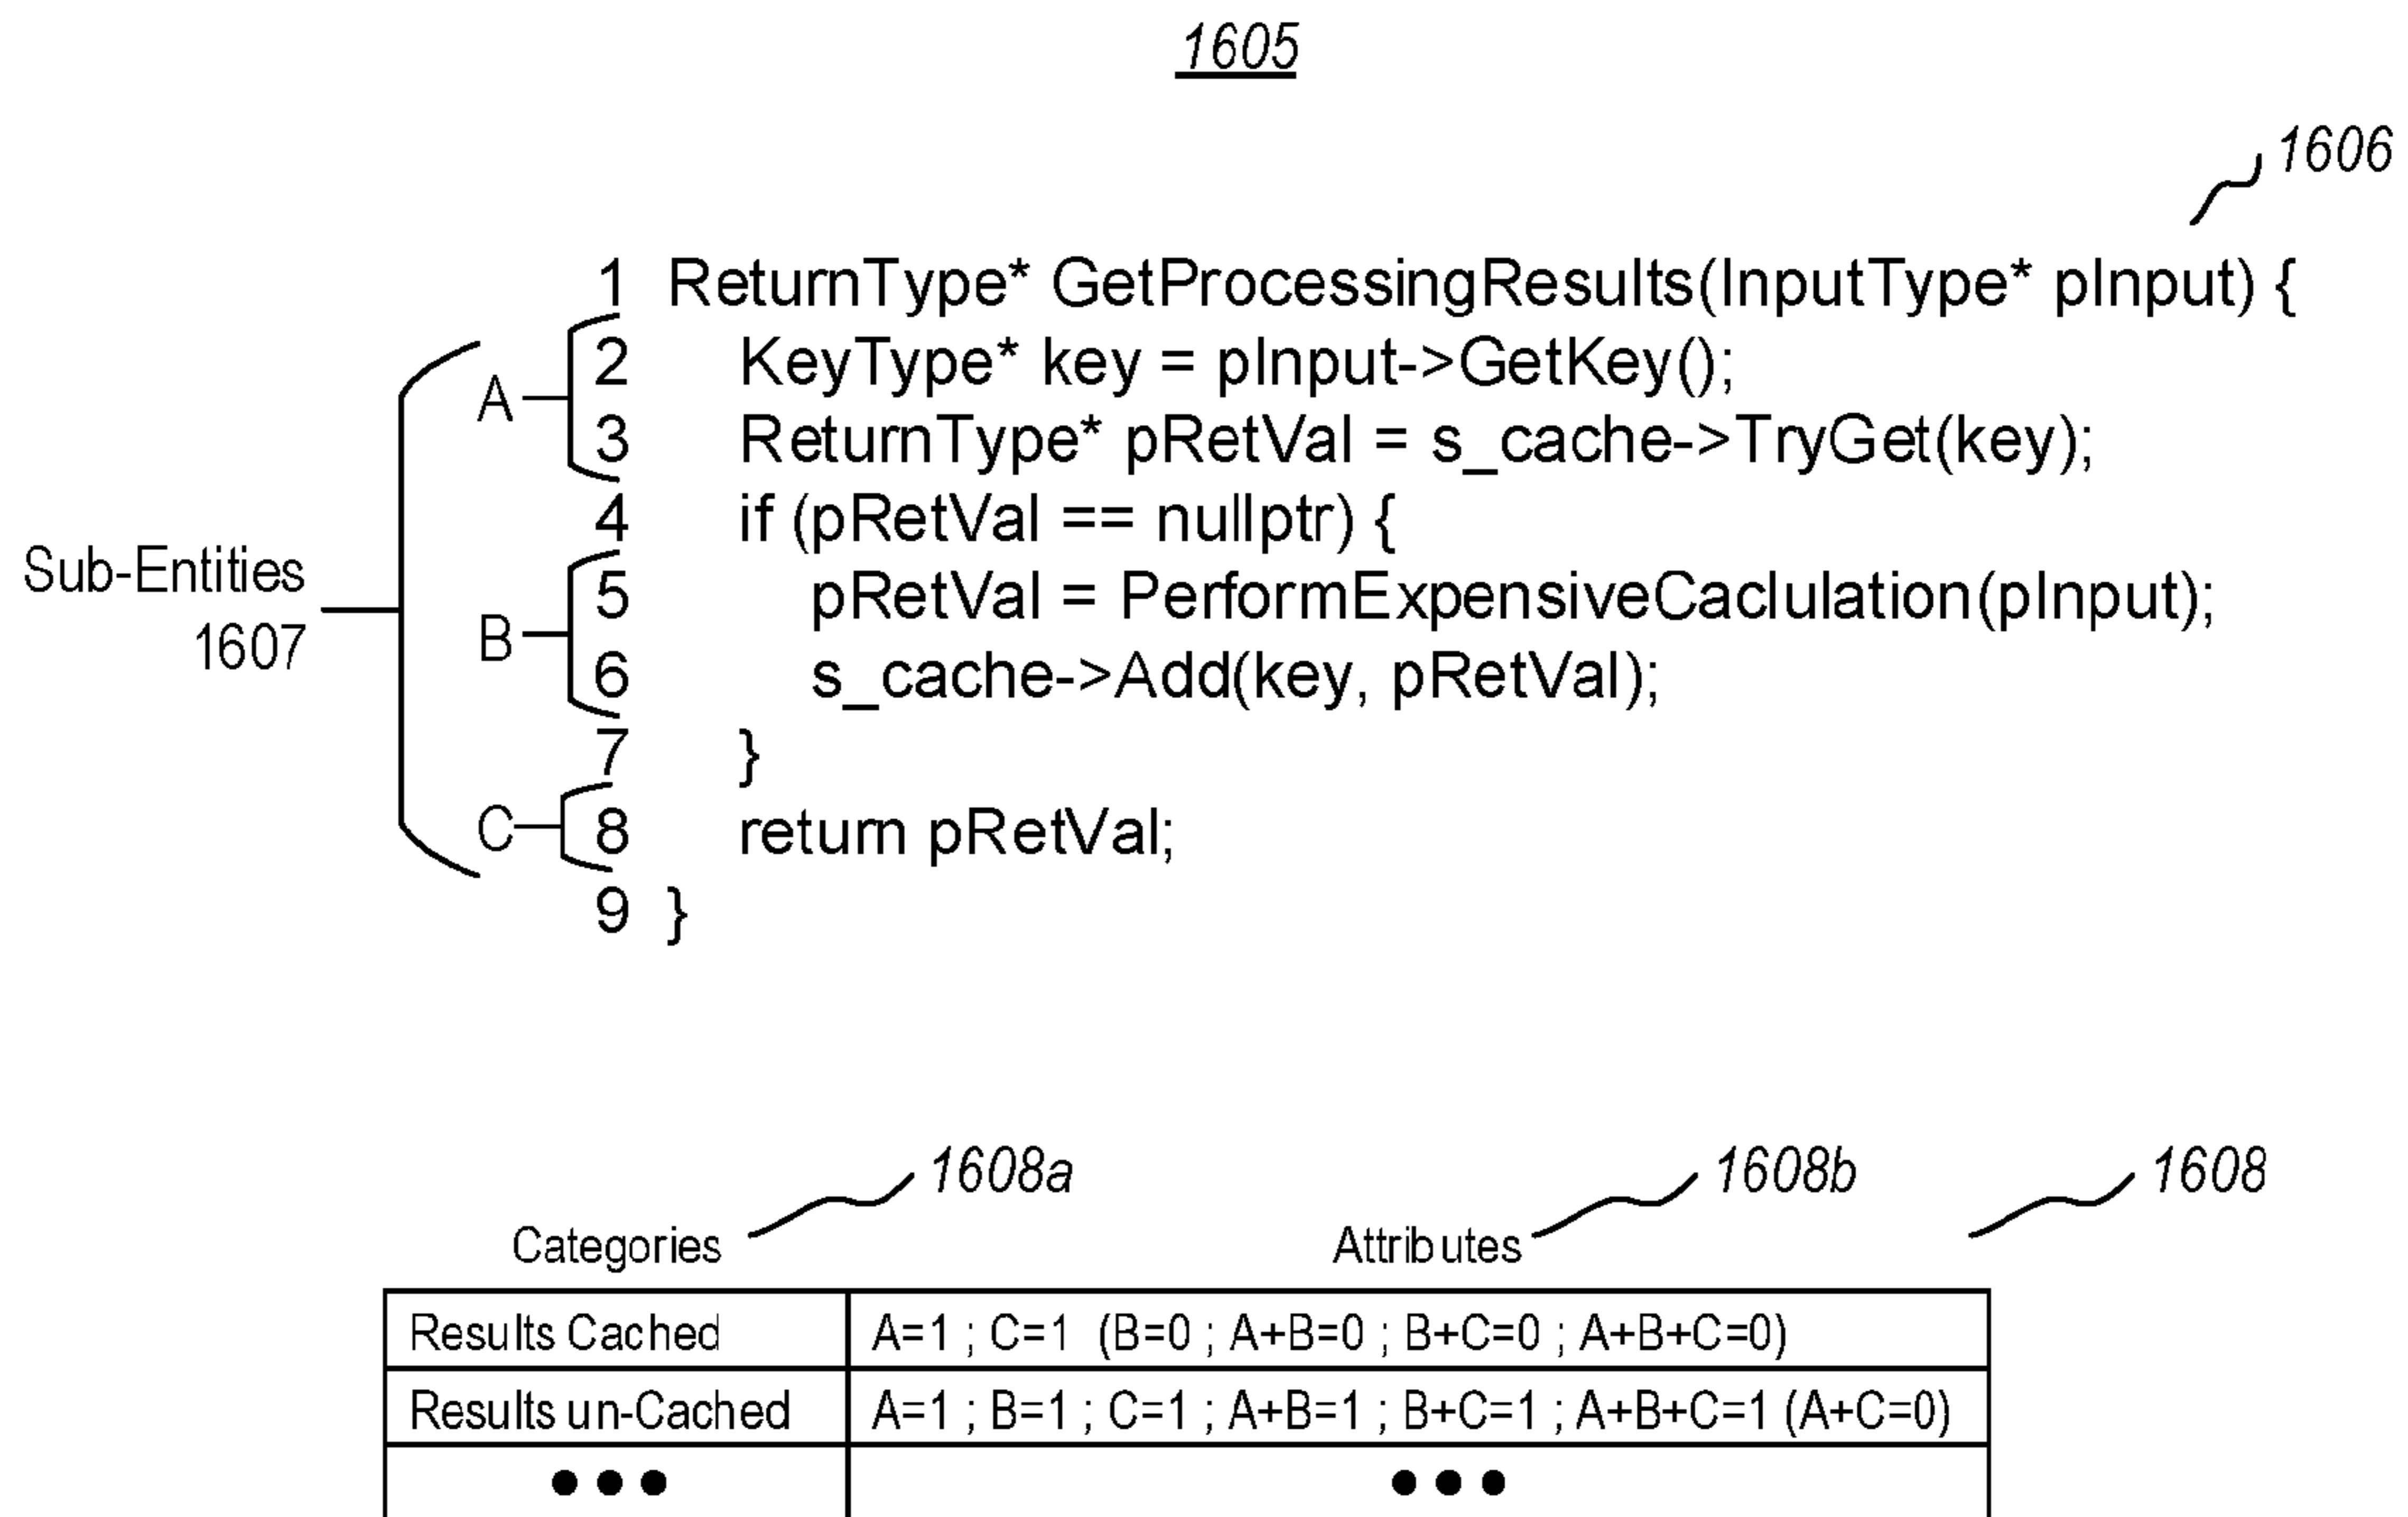 1605
1606
1 ReturnType* GetProcessingResults(InputType* pInput) {
2 KeyType* key = pInput->GetKey();
A
3 ReturnType* pRetVal = s_cache->TryGet(key);
4 if (pRetVal == nullptr) {
Sub-Entities
1607
5 pRetVal = PerformExpensiveCaclulation(pInput);
B
6 s_cache->Add(key, pRetVal);
7 }
C 8 return pRetVal;
9 }
1608a 1608b 1608
Categories Attributes
Results Cached A=1 ; C=1 (B=0 ; A+B=0 ; B+C=0 ; A+B+C=0)
Results un-Cached A=1 ; B=1 ; C=1 ; A+B=1 ; B+C=1 ; A+B+C=1 (A+C=0)
••• •••